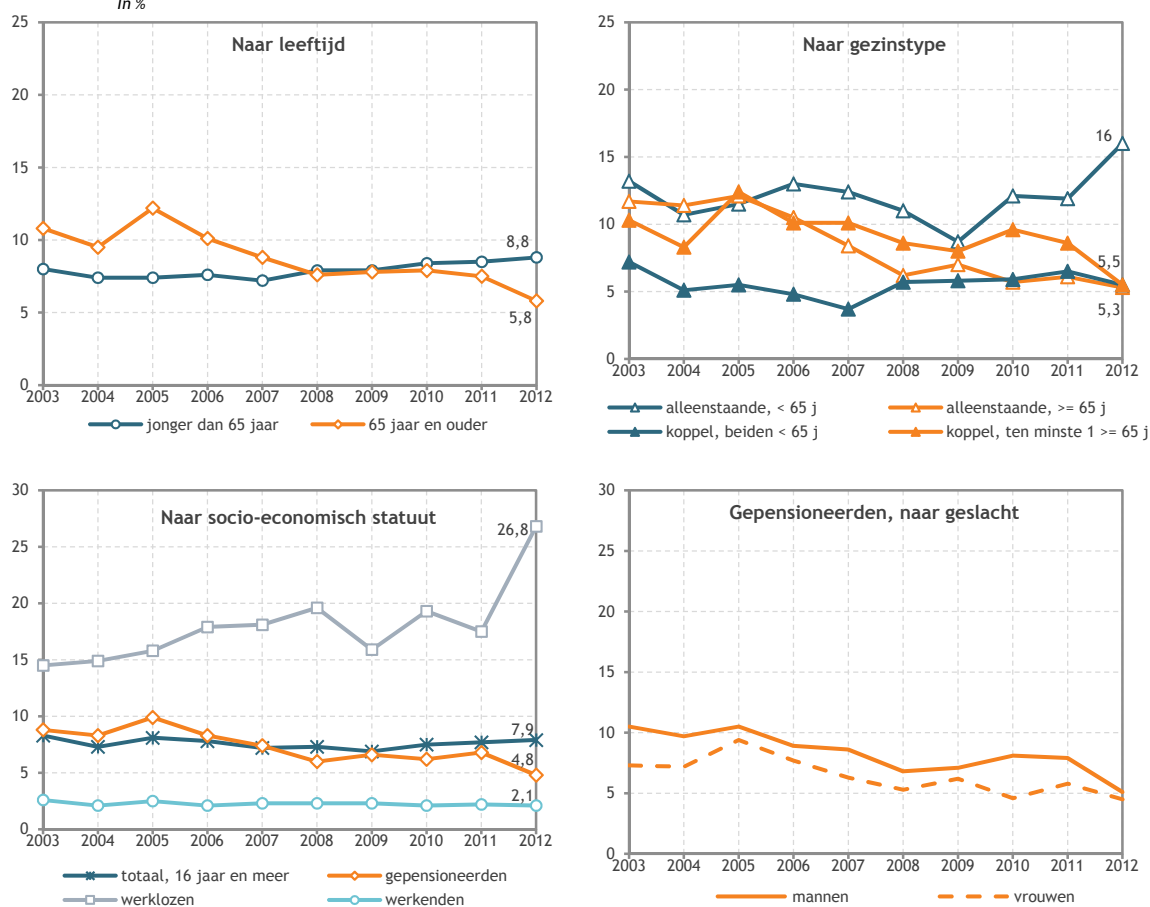 In %
Naar leeftijd
25
20
15
10
5
0
8,8
5,8
2003 2004 2005 2006 2007 2008 2009 2010 2011 2012
jonger dan 65 jaar 65 jaar en ouder
Naar gezinstype
25
20
15
10
5
0
16
5,5
5,3
2003 2004 2005 2006 2007 2008 2009 2010 2011 2012
alleenstaande, < 65 j alleenstaande, >= 65 j
koppel, beiden < 65 j koppel, ten minste 1 >= 65 j
Naar socio-economisch statuut
30
25
20
15
10
5
0
26,8
7,9
4,8
2,1
2003 2004 2005 2006 2007 2008 2009 2010 2011 2012
totaal, 16 jaar en meer gepensioneerden
werklozen werkenden
Gepensioneerden, naar geslacht
30
25
20
15
10
5
0
2003 2004 2005 2006 2007 2008 2009 2010 2011 2012
mannen vrouwen